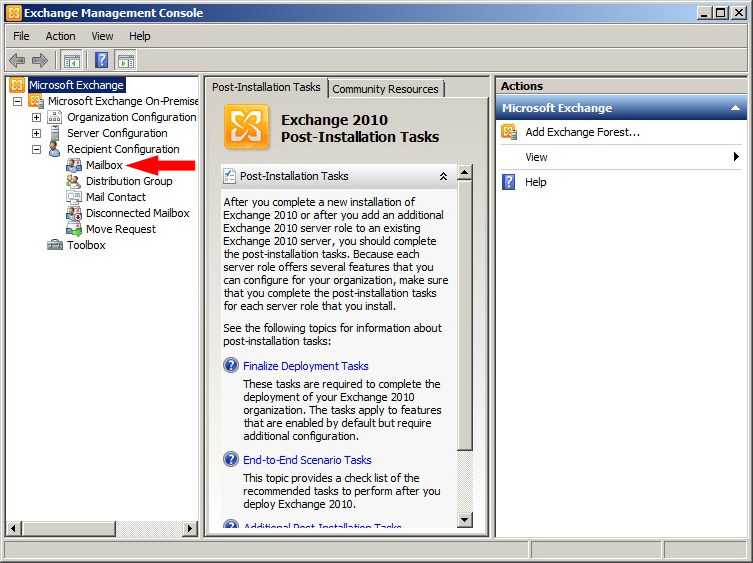 Exchange Management Console
File Action View Help
Microsoft Exchange
Microsoft Exchange On-Premise
Organization Configuration
Server Configuration
Recipient Configuration
Mailbox
Distribution Group
Mail Contact
Disconnected Mailbox
Move Request
Toolbox
Post-Installation Tasks
Community Resources
Exchange 2010
Post-Installation Tasks
Post-Installation Tasks
After you complete a new installation of
Exchange 2010 or after you add an additional
Exchange 2010 server role to an existing
Exchange 2010 server, you should complete
the post-installation tasks. Because each
server role offers several features that you
can configure for your organization, make sure
that you complete the post-installation tasks
for each server role that you install.
See the following topics for information about
post-installation tasks:
Finalize Deployment Tasks
These tasks are required to complete the
deployment of your Exchange 2010
organization. The tasks apply to features
that are enabled by default but require
additional configuration.
End-to-End Scenario Tasks
This topic provides a check list of the
recommended tasks to perform after you
deploy Exchange 2010.
Additional Post-Installation Tasks
Actions
Microsoft Exchange
Add Exchange Forest...
View
Help